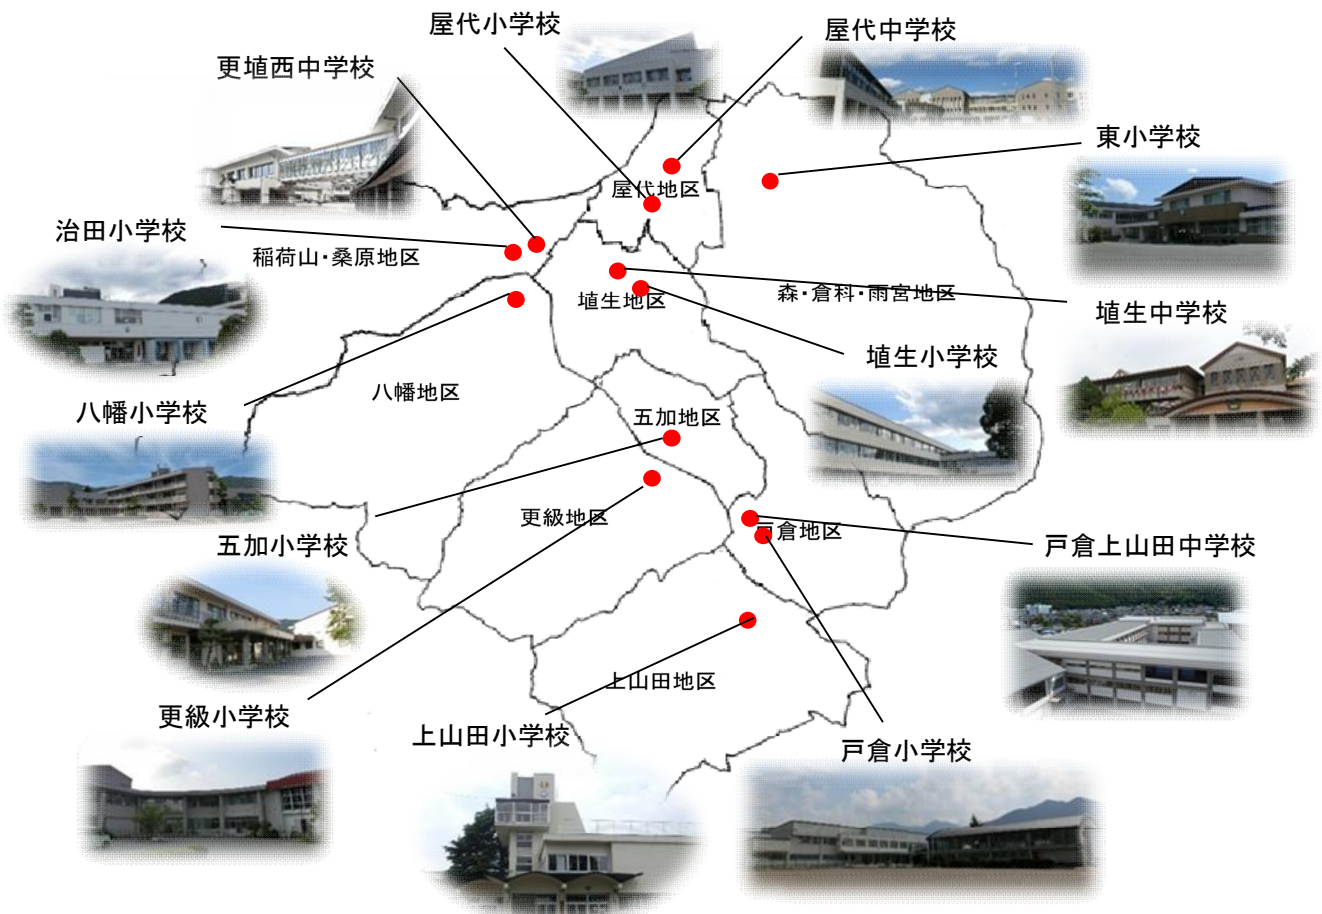 屋代小学校
屋代中学校
更埴西中学校
東小学校
屋代地区
治田小学校
稲荷山・桑原地区
埴生地区
森・倉科・雨宮地区
埴生中学校
埴生小学校
八幡地区
八幡小学校
五加地区
更級地区
戸倉地区
五加小学校
戸倉上山田中学校
上山田地区
更級小学校
上山田小学校
戸倉小学校